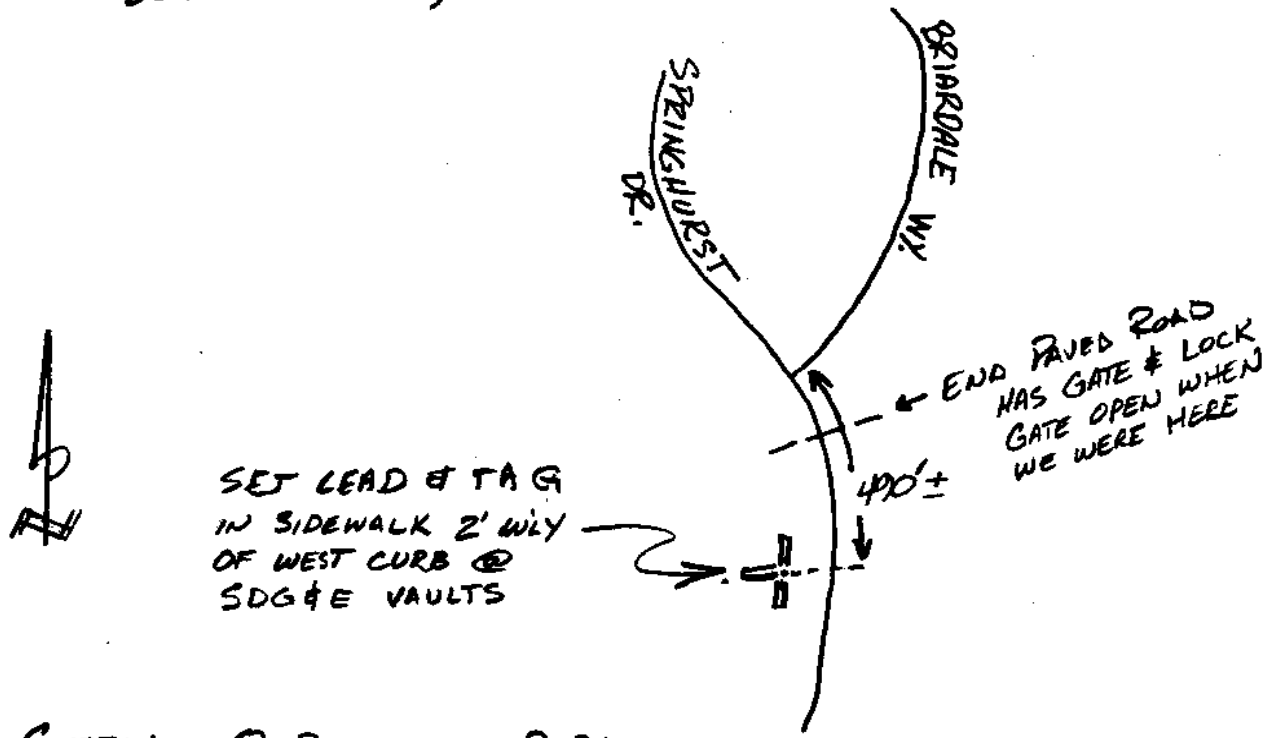 BRIARDALE WY.
SPRINGHURST
DR.
← END PAVED ROAD
HAS GATE & LOCK
GATE OPEN WHEN
WE WERE HERE
490'±
SET LEAD & TAG
IN SIDEWALK 2' WLY
OF WEST CURB @
SDG&E VAULTS
N